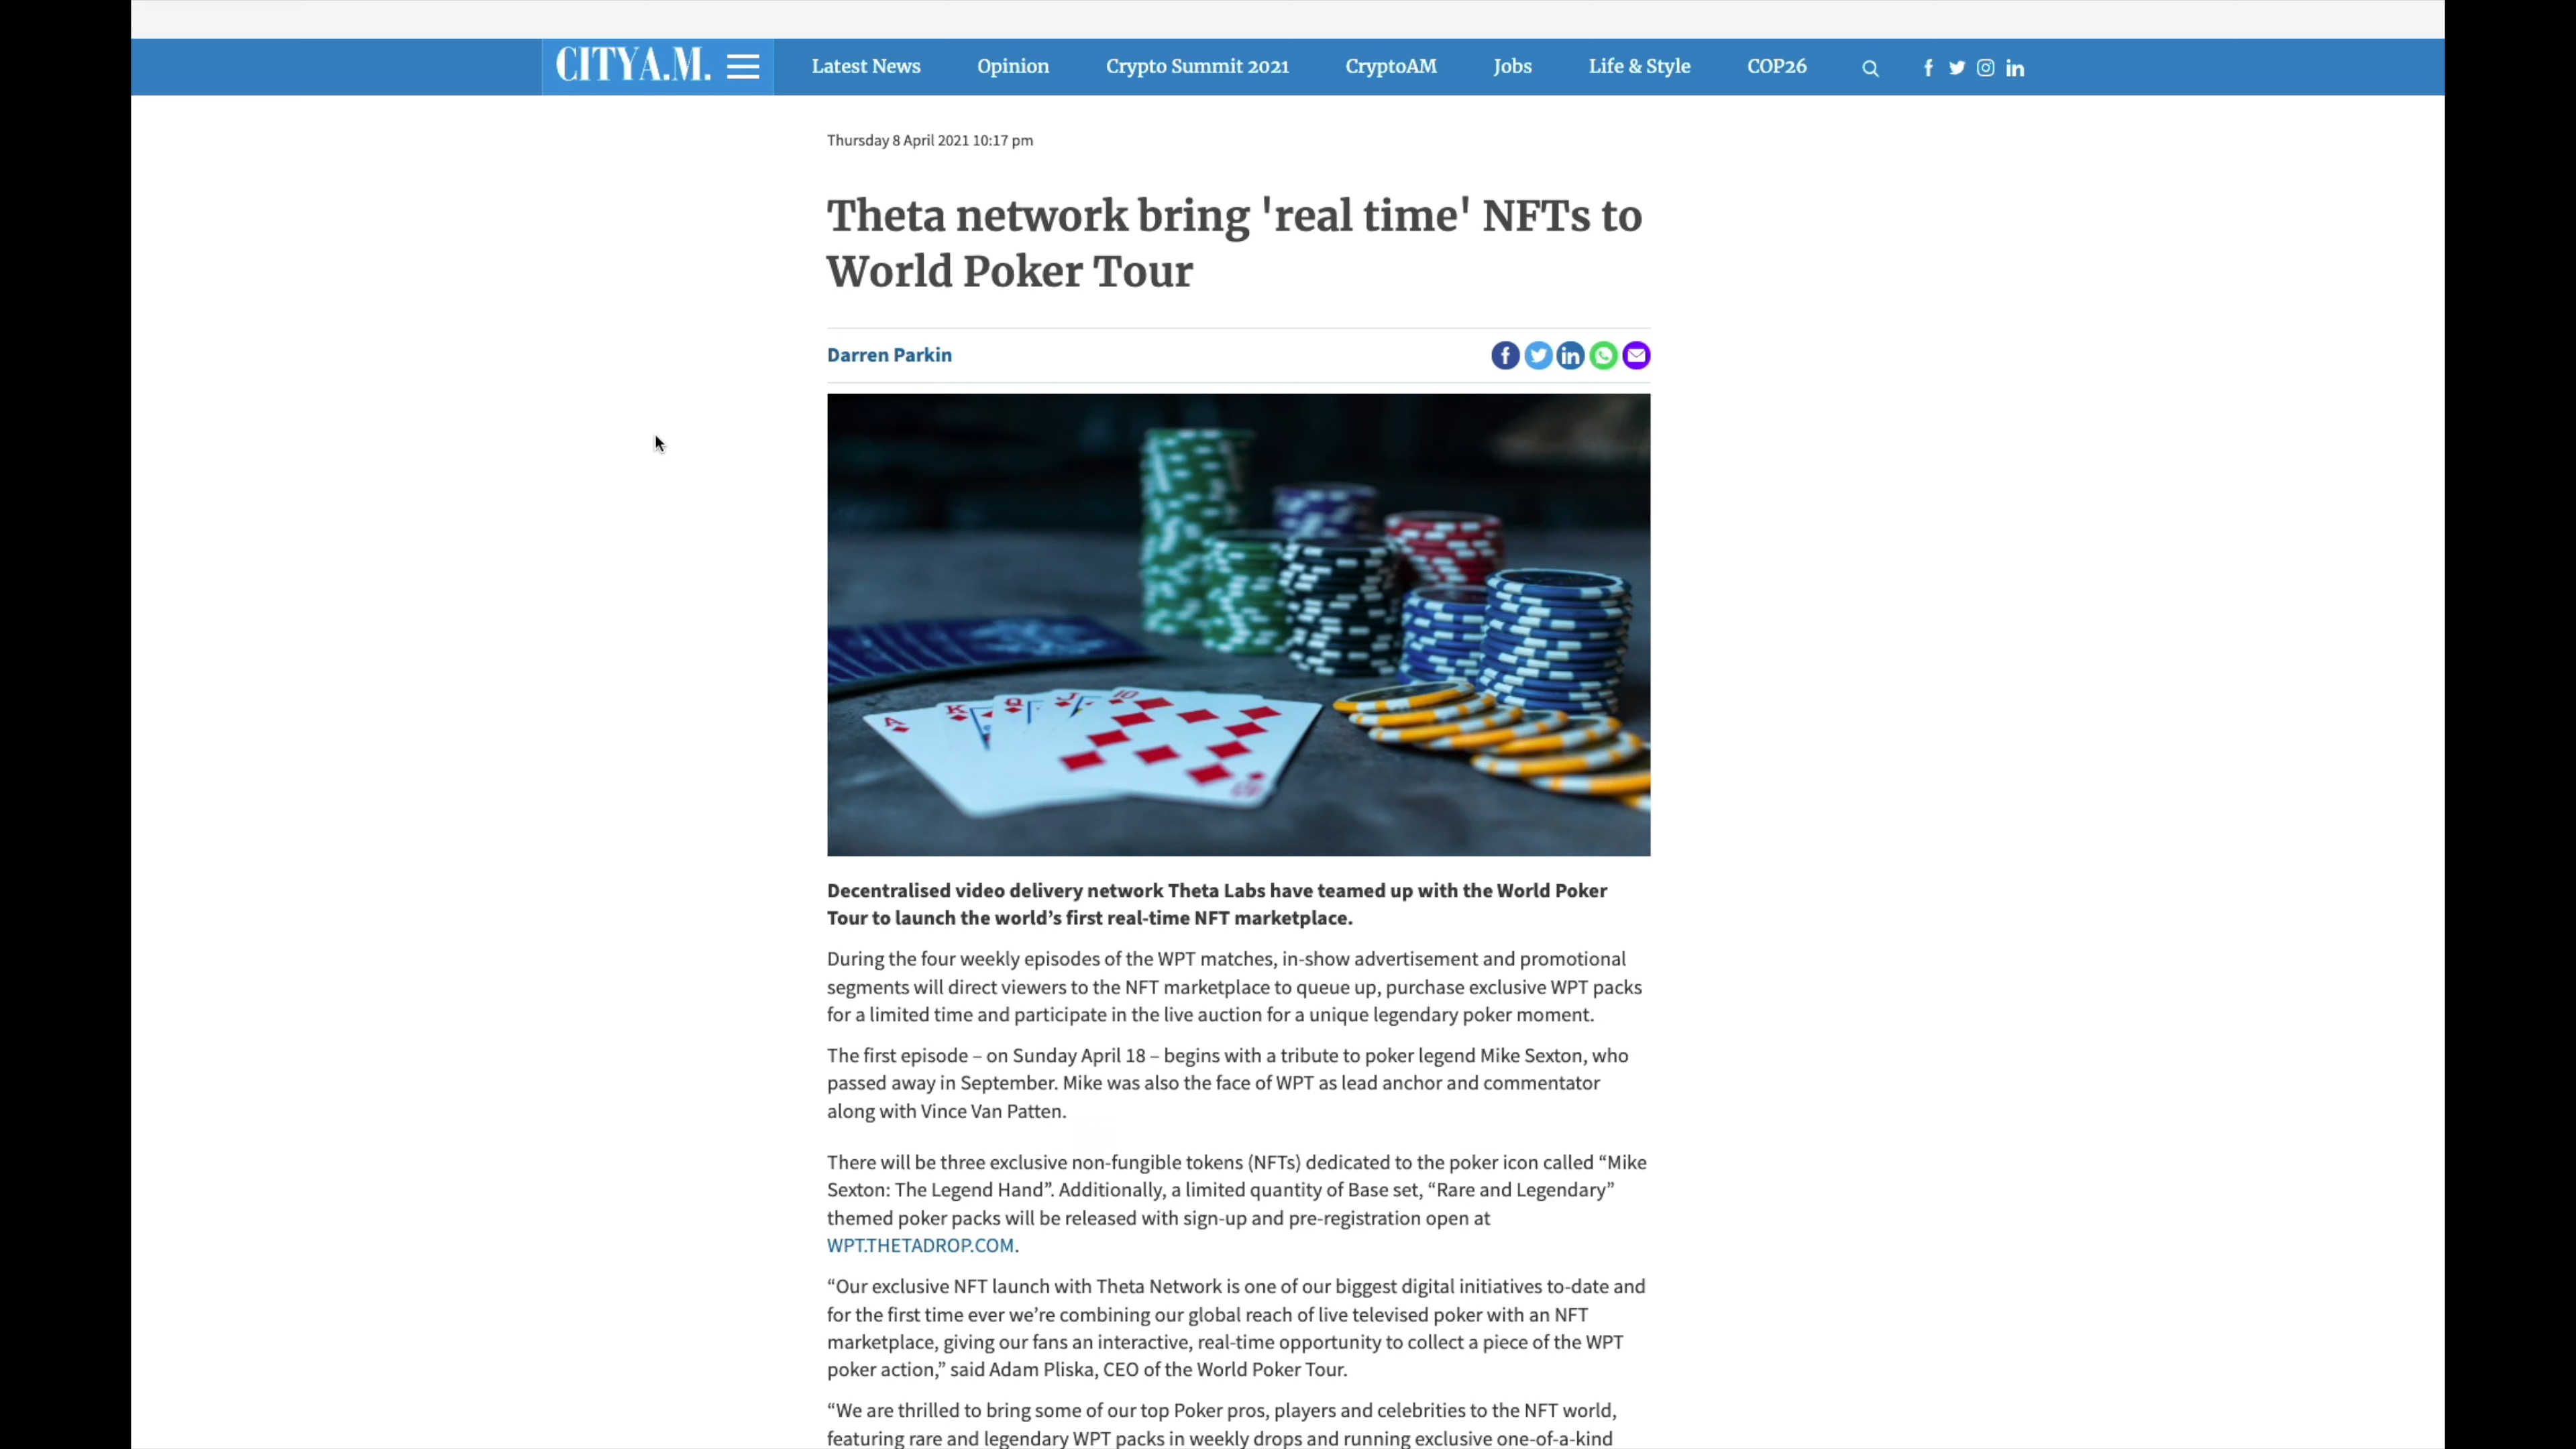 CITYA.M.
Latest News
Opinion
Crypto Summit 2021
CryptoAM
Jobs
Life & Style
COP26
Thursday 8 April 2021 10:17 pm
Theta network bring 'real time' NFTs to
World Poker Tour
Darren Parkin
A
K
Q
J
10
Decentralised video delivery network Theta Labs have teamed up with the World Poker
Tour to launch the world’s first real-time NFT marketplace.
During the four weekly episodes of the WPT matches, in-show advertisement and promotional
segments will direct viewers to the NFT marketplace to queue up, purchase exclusive WPT packs
for a limited time and participate in the live auction for a unique legendary poker moment.
The first episode – on Sunday April 18 – begins with a tribute to poker legend Mike Sexton, who
passed away in September. Mike was also the face of WPT as lead anchor and commentator
along with Vince Van Patten.
There will be three exclusive non-fungible tokens (NFTs) dedicated to the poker icon called “Mike
Sexton: The Legend Hand”. Additionally, a limited quantity of Base set, “Rare and Legendary”
themed poker packs will be released with sign-up and pre-registration open at
WPT.THETADROP.COM.
“Our exclusive NFT launch with Theta Network is one of our biggest digital initiatives to-date and
for the first time ever we’re combining our global reach of live televised poker with an NFT
marketplace, giving our fans an interactive, real-time opportunity to collect a piece of the WPT
poker action,” said Adam Pliska, CEO of the World Poker Tour.
“We are thrilled to bring some of our top Poker pros, players and celebrities to the NFT world,
featuring rare and legendary WPT packs in weekly drops and running exclusive one-of-a-kind